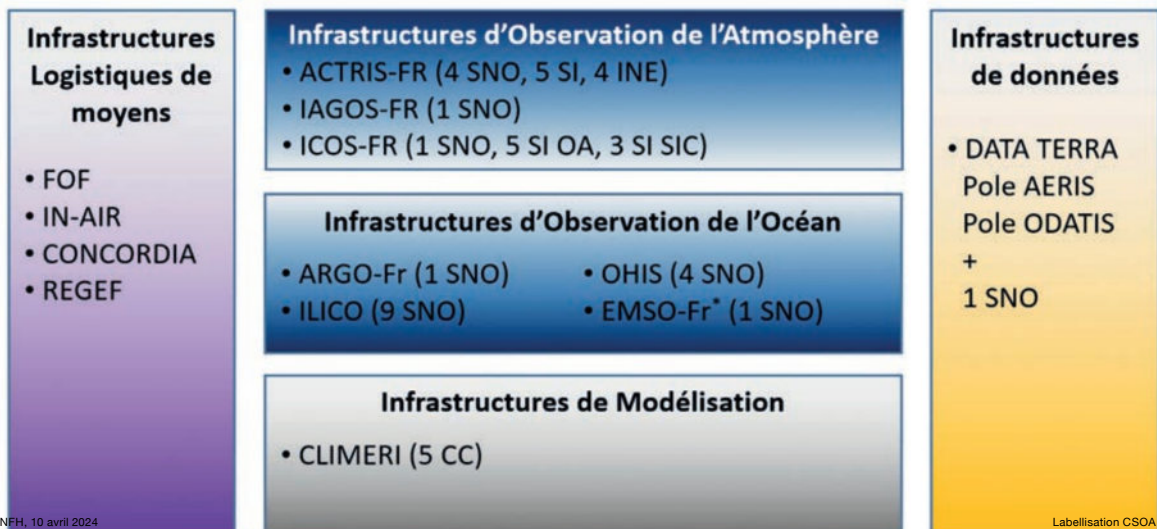 Infrastructures
Logistiques de
moyens
• FOF
• IN-AIR
• CONCORDIA
• REGEF
Infrastructures d’Observation de l’Atmosphère
• ACTRIS-FR (4 SNO, 5 SI, 4 INE)
• IAGOS-FR (1 SNO)
• ICOS-FR (1 SNO, 5 SI OA, 3 SI SIC)
Infrastructures d’Observation de l’Océan
• ARGO-Fr (1 SNO)
• ILICO (9 SNO)
• OHIS (4 SNO)
• EMSO-Fr* (1 SNO)
Infrastructures de Modélisation
• CLIMERI (5 CC)
Infrastructures
de données
• DATA TERRA
Pole AERIS
Pole ODATIS
+
1 SNO
NFH, 10 avril 2024
Labellisation CSOA